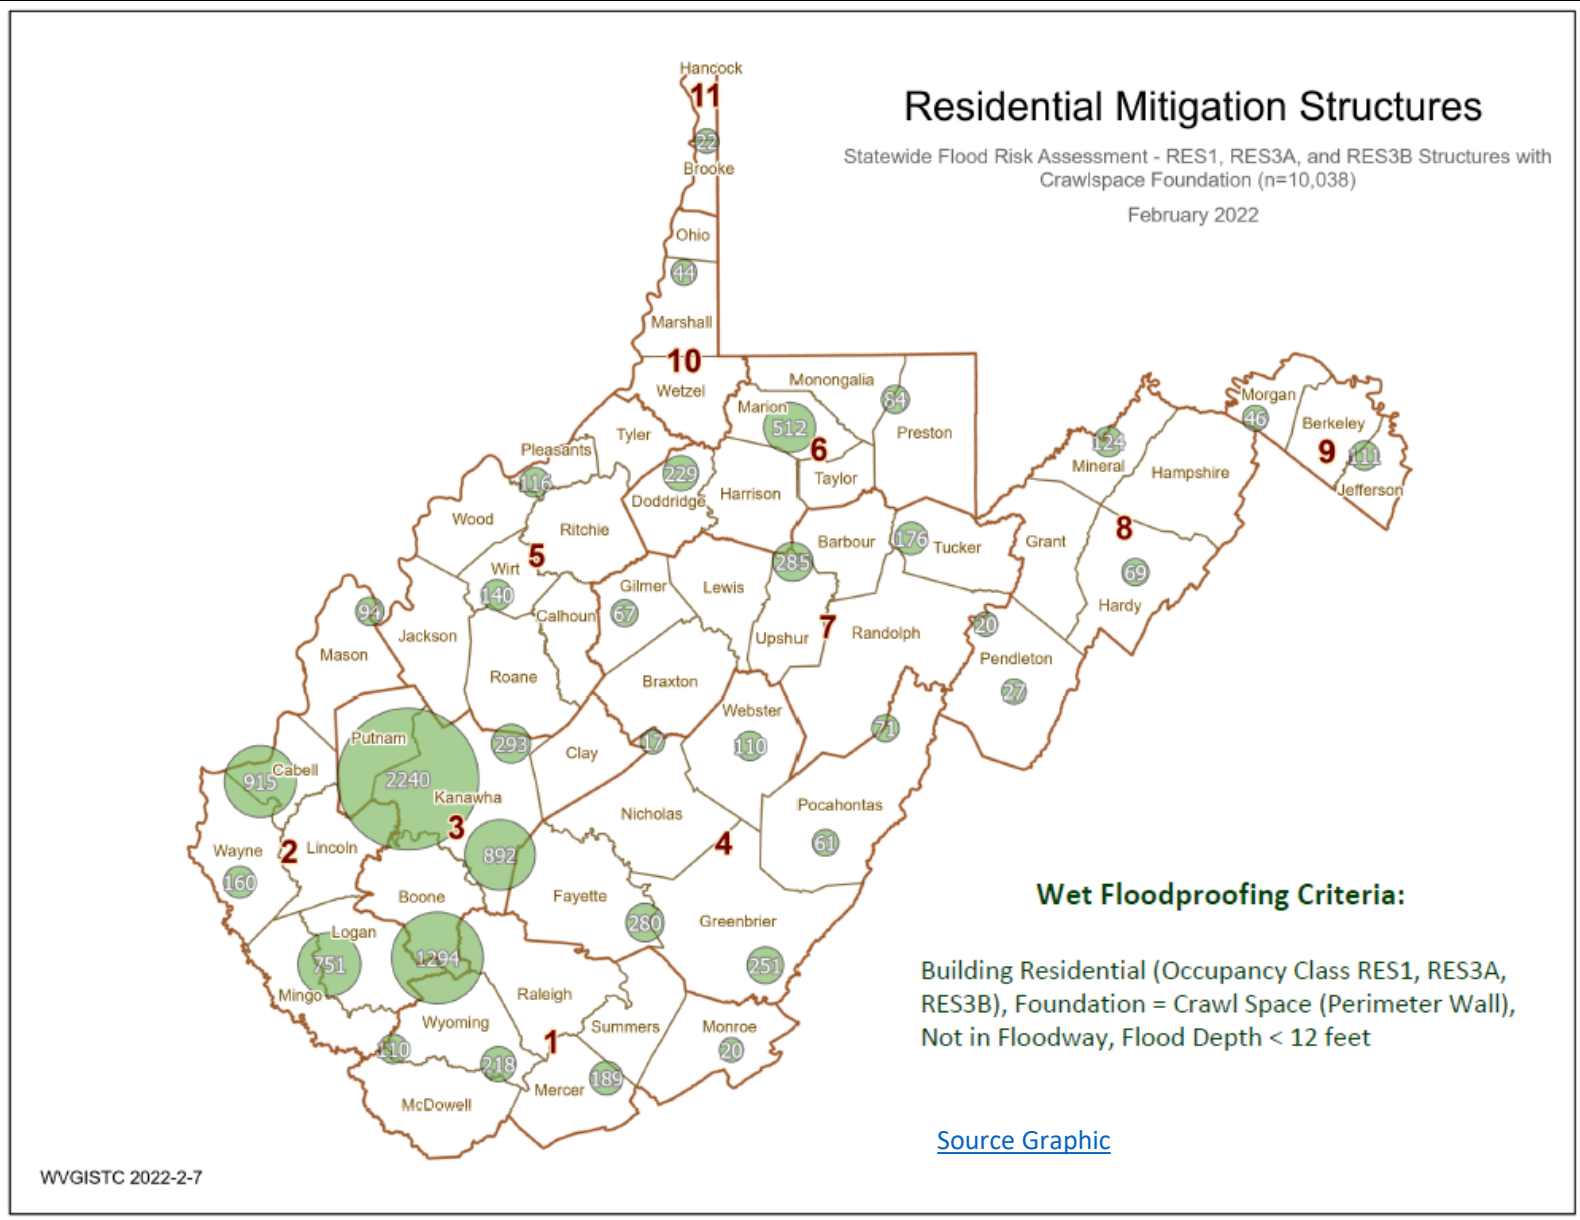 Residential Mitigation Structures
Statewide Flood Risk Assessment - RES1, RES3A, and RES3B Structures with
Crawlspace Foundation (n=10,038)
February 2022
Hancock
11
22
Brooke
Ohio
44
Marshall
10
Wetzel
Monongalia
84
Marion
512
6
Preston
Tyler
Pleasants
116
229
Doddridge
Harrison
Taylor
Morgan
46
Berkeley
9
111
Jefferson
124
Mineral
Hampshire
8
Grant
69
Hardy
Wood
Ritchie
5
Wirt
140
Calhoun
Barbour
176
Tucker
285
Gilmer
67
Lewis
Upshur
7
Randolph
20
Pendleton
27
94
Jackson
Mason
Roane
Braxton
Webster
110
71
Putnam
2240
Kanawha
293
Clay
17
3
892
Cabell
915
Wayne
160
2
Lincoln
Nicholas
4
Pocahontas
61
Boone
Fayette
280
Greenbrier
251
Logan
751
1294
Mingo
Raleigh
Wyoming
110
218
1
Summers
Monroe
20
Mercer
189
McDowell
Wet Floodproofing Criteria:
Building Residential (Occupancy Class RES1, RES3A,
RES3B), Foundation = Crawl Space (Perimeter Wall),
Not in Floodway, Flood Depth < 12 feet
Source Graphic
WVGISTC 2022-2-7